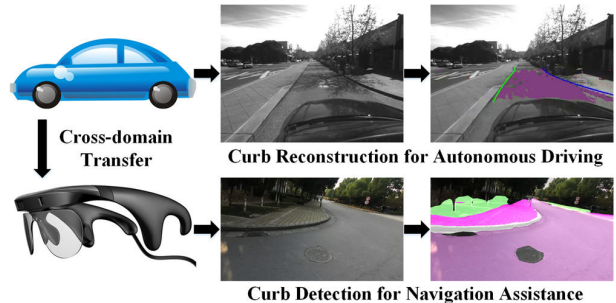 Cross-domain
Transfer
Curb Reconstruction for Autonomous Driving
Curb Detection for Navigation Assistance